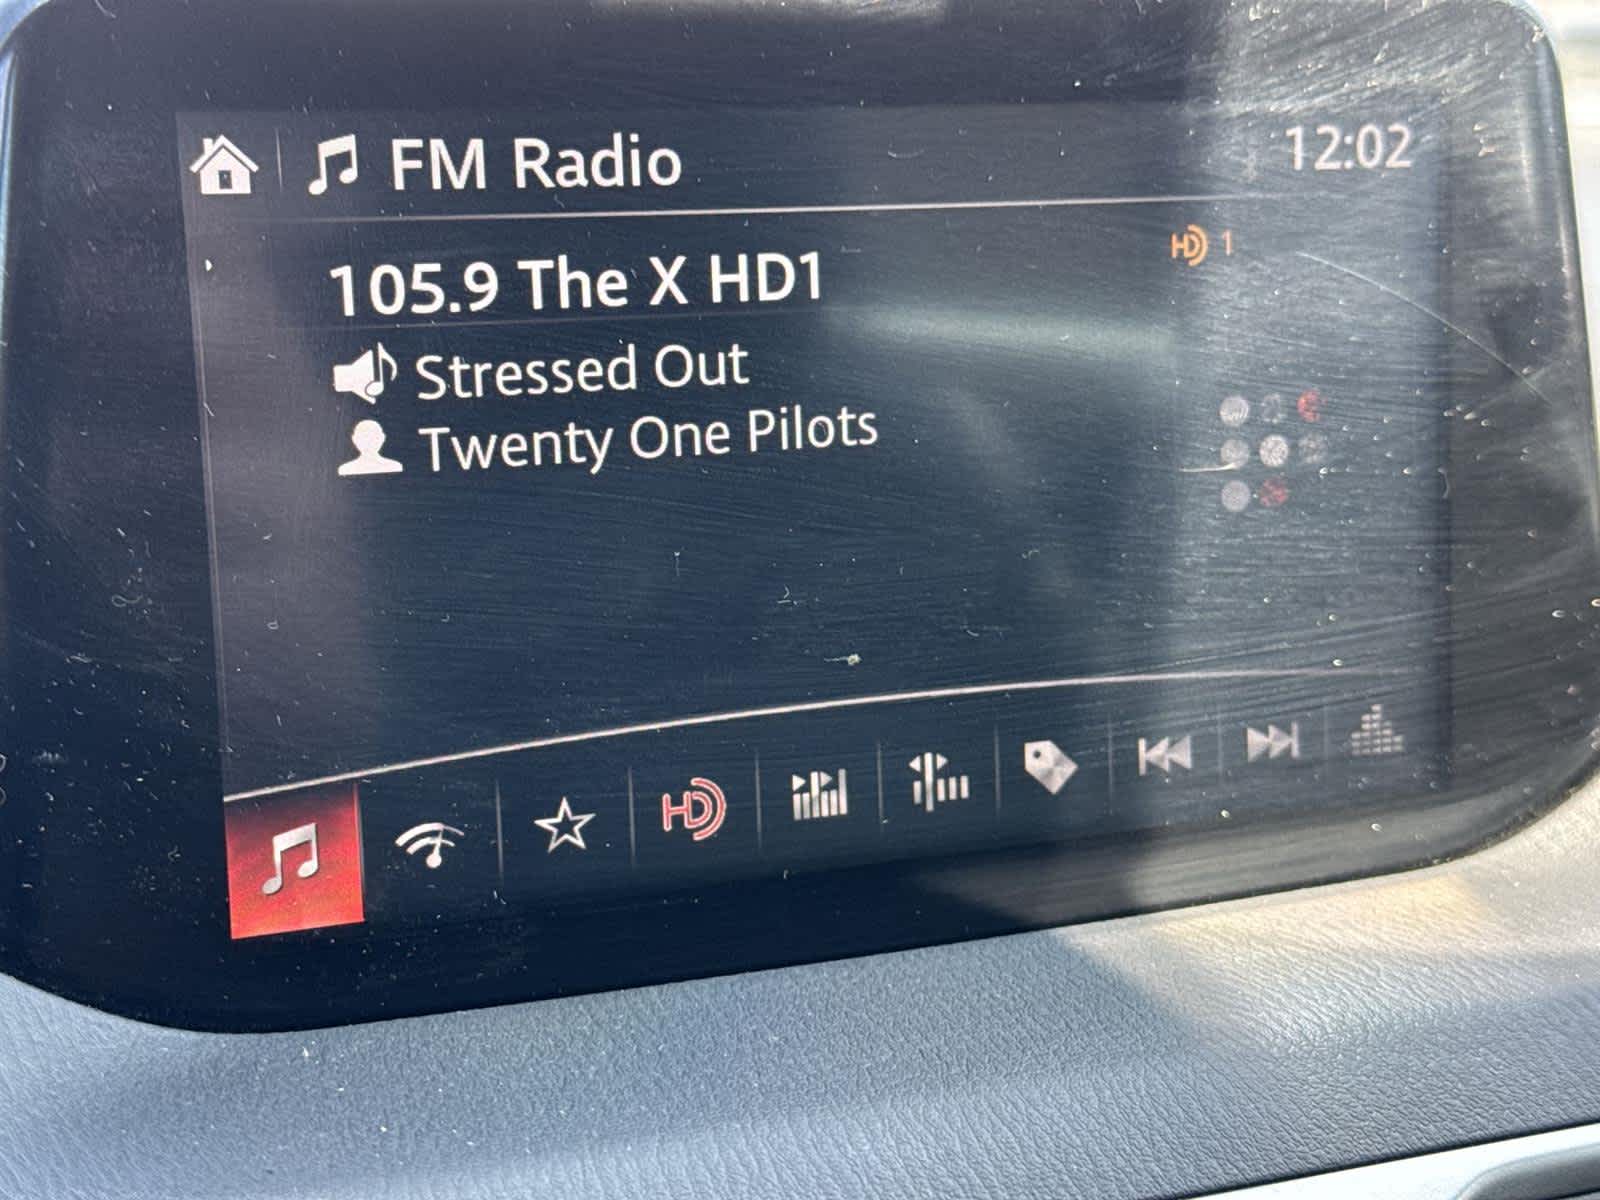 FM Radio
12:02
HD 1
105.9 The X HD1
Stressed Out
Twenty One Pilots
HD